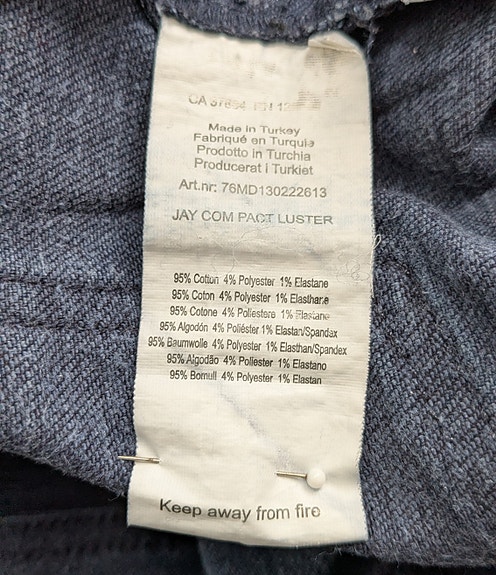 Made in Turkey
Fabriqué en Turquia
Prodotto in Turchia
Producerat i Turkiet
Art.nr: 76MD130222613
JAY COM PACT LUSTER
95% Cotton 4% Polyester 1% Elastane
95% Coton 4% Polyester 1% Elasthane
95% Cotone 4% Poliestere 1% Elastane
95% Algodón 4% Poliéster 1% Elastan/Spandax
95% Baumwolle 4% Polyester 1% Elasthan/Spandex
95% Algodão 4% Poliester 1% Elastano
95% Bomull 4% Polyester 1% Elastan
Keep away from fire